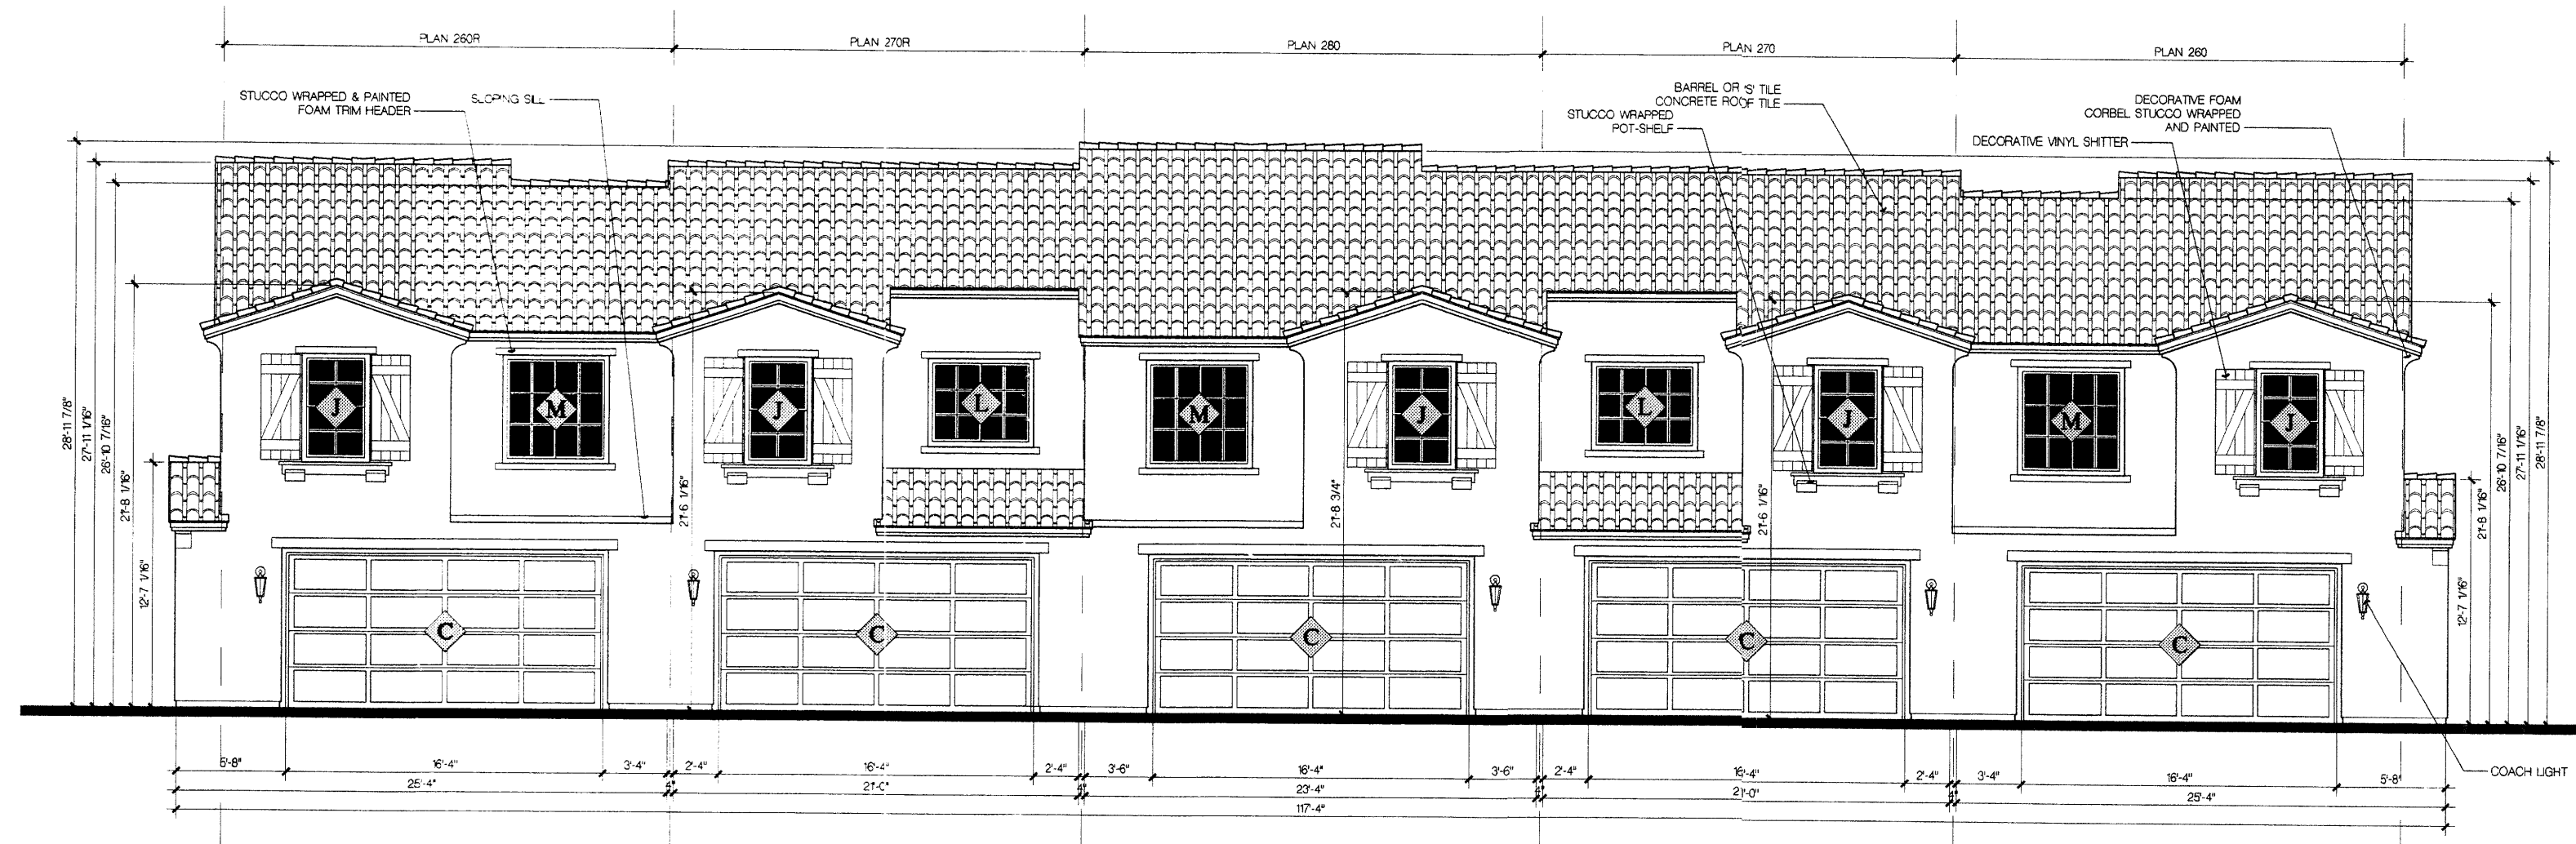 PLAN 260R
PLAN 270R
PLAN 280
PLAN 270
PLAN 260
STUCCO WRAPPED & PAINTED
FOAM TRIM HEADER
SLOPING SILL
BARREL OR 'S' TILE
CONCRETE ROOF TILE
STUCCO WRAPPED
POT-SHELF
DECORATIVE FOAM
CORBEL STUCCO WRAPPED
AND PAINTED
DECORATIVE VINYL SHITTER
28'-11 7/8"
27'-11 1/16"
26'-10 7/16"
21'-8 1/16"
12'-7 1/16"
J
M
J
L
M
J
L
J
M
J
21'-6 1/16"
21'-8 3/4"
21'-6 1/16"
C
C
C
C
C
12'-7 1/16"
21'-8 1/16"
26'-10 7/16"
27'-11 1/16"
28'-11 7/8"
5'-8" 16'-4" 3'-4" 2'-4" 16'-4" 2'-4" 3'-6" 16'-4" 3'-6" 2'-4" 16'-4" 2'-4" 3'-4" 16'-4" 5'-8"
COACH LIGHT
25'-4" 4" 21'-0" 4" 23'-4" 4" 21'-0" 4" 25'-4"
117'-4"